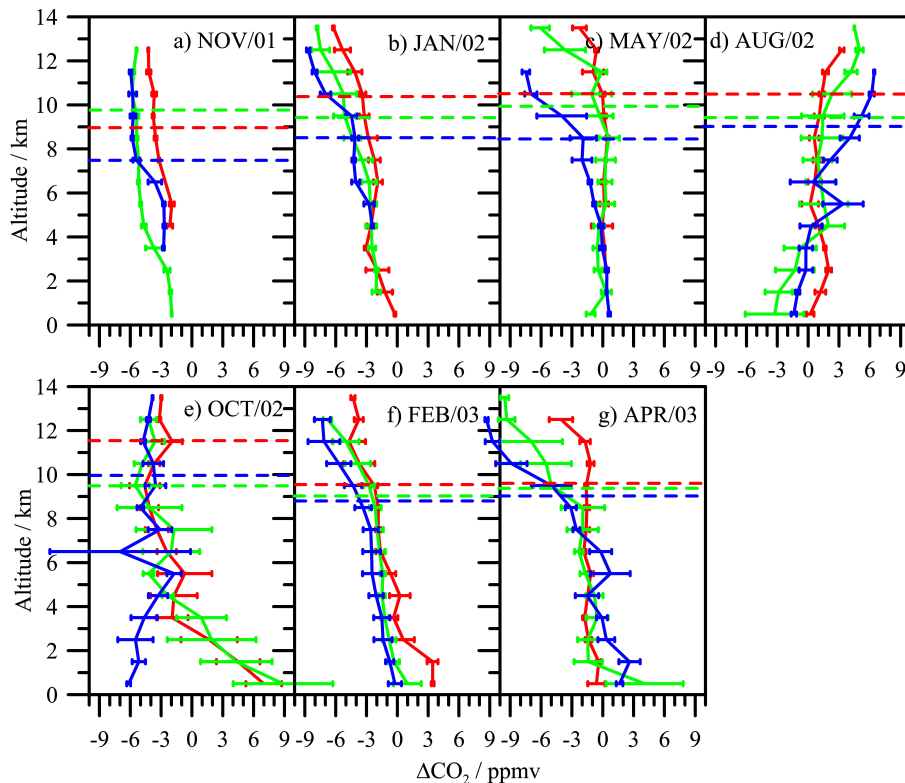 14
12
10
8
6
4
2
0
Altitude / km
a) NOV/01
b) JAN/02
c) MAY/02
d) AUG/02
-9 -6 -3 0 3 6 9
-9 -6 -3 0 3 6 9
-9 -6 -3 0 3 6 9
-9 -6 -3 0 3 6 9
14
12
10
8
6
4
2
0
Altitude / km
e) OCT/02
f) FEB/03
g) APR/03
-9 -6 -3 0 3 6 9
-9 -6 -3 0 3 6 9
-9 -6 -3 0 3 6 9
ΔCO₂ / ppmv